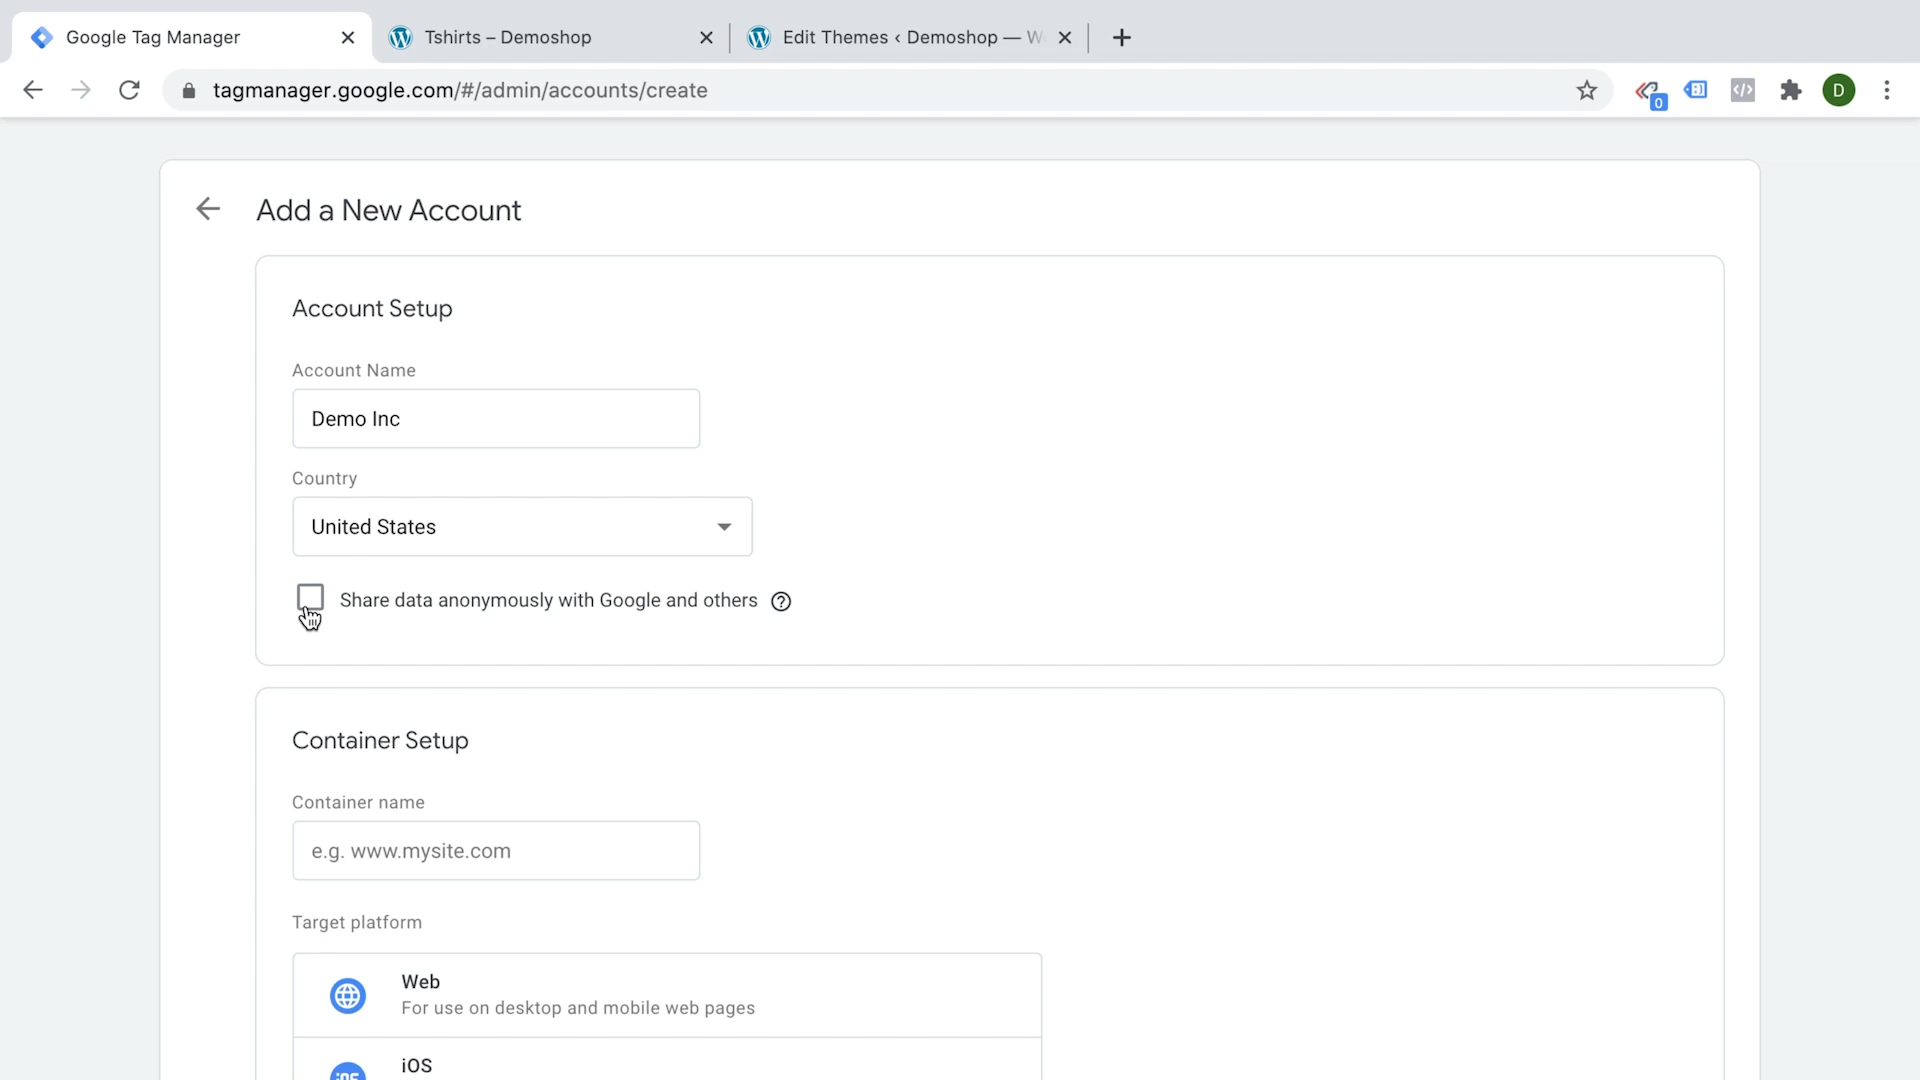 Google Tag Manager
Tshirts – Demoshop
Edit Themes ‹ Demoshop — W
tagmanager.google.com/#/admin/accounts/create
0
D
Add a New Account
Account Setup
Account Name
Demo Inc
Country
United States
Share data anonymously with Google and others
Container Setup
Container name
e.g. www.mysite.com
Target platform
Web
For use on desktop and mobile web pages
iOS
iOS